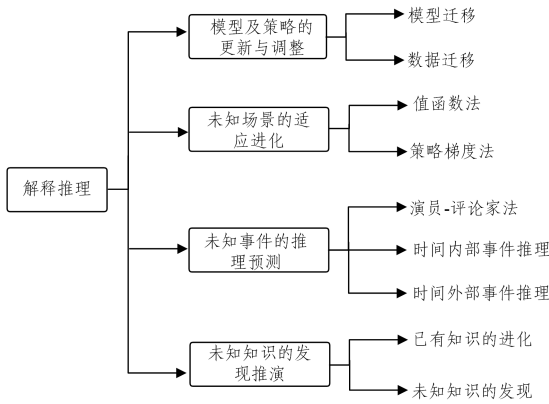 解释推理
模型及策略的
更新与调整
模型迁移
数据迁移
未知场景的适
应进化
值函数法
策略梯度法
未知事件的推
理预测
演员-评论家法
时间内部事件推理
时间外部事件推理
未知知识的发
现推演
已有知识的进化
未知知识的发现